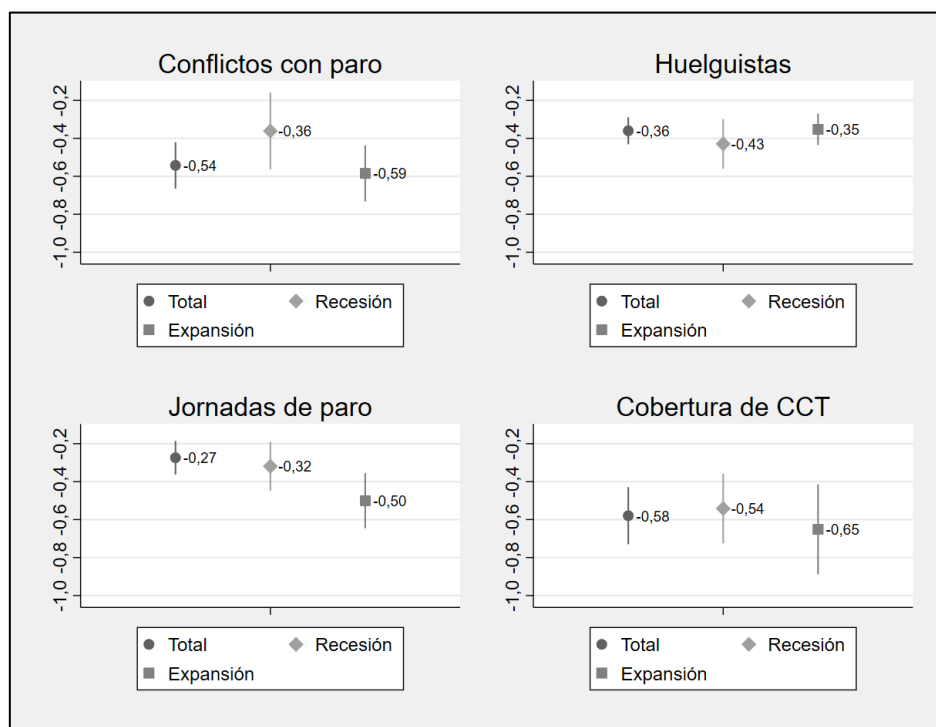 Conflictos con paro
-0,2
-0,4
-0,6
-0,8
-1,0
-0,54
-0,36
-0,59
Total
Recesión
Expansión
Huelguistas
-0,2
-0,4
-0,6
-0,8
-1,0
-0,36
-0,43
-0,35
Total
Recesión
Expansión
Jornadas de paro
-0,2
-0,4
-0,6
-0,8
-1,0
-0,27
-0,32
-0,50
Total
Recesión
Expansión
Cobertura de CCT
-0,2
-0,4
-0,6
-0,8
-1,0
-0,58
-0,54
-0,65
Total
Recesión
Expansión